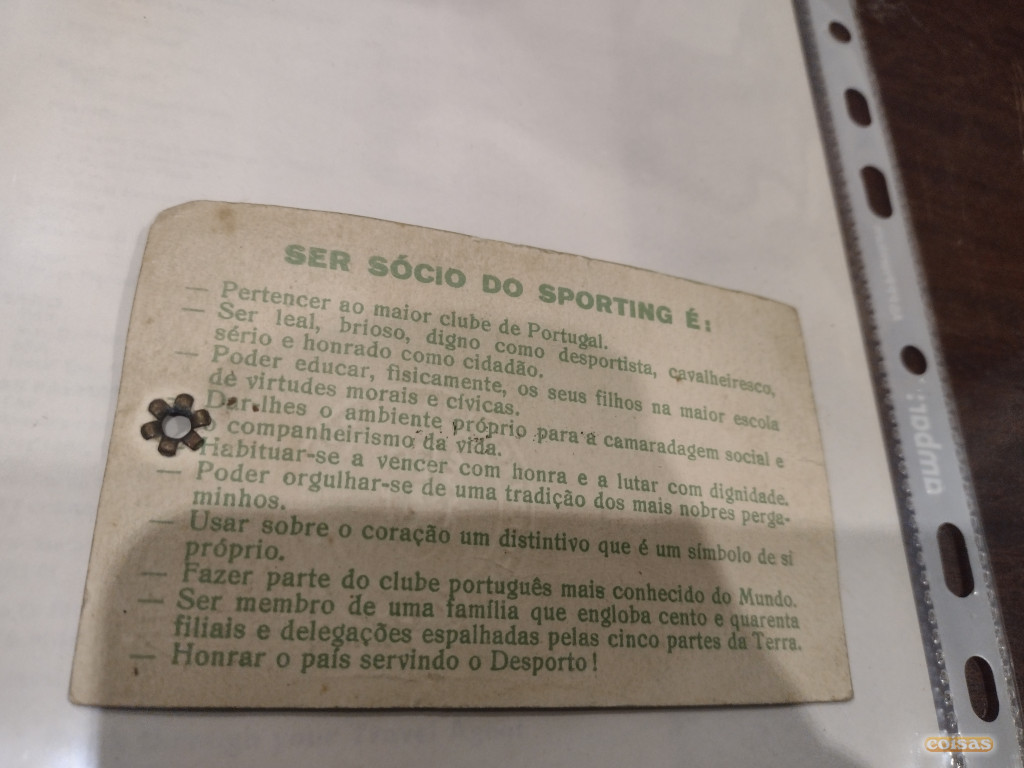 SER SÓCIO DO SPORTING É:
— Pertencer ao maior clube de Portugal.
— Ser leal, brioso, digno como desportista, cavalheiresco,
sério e honrado como cidadão.
— Poder educar, fisicamente, os seus filhos na maior escola
de virtudes morais e cívicas.
Dar-lhes o ambiente próprio para a camaradagem social e
o companheirismo da vida.
Habituar-se a vencer com honra e a lutar com dignidade.
— Poder orgulhar-se de uma tradição dos mais nobres perga-
minhos.
— Usar sobre o coração um distintivo que é um símbolo de si
próprio.
— Fazer parte do clube português mais conhecido do Mundo.
— Ser membro de uma família que engloba cento e quarenta
filiais e delegações espalhadas pelas cinco partes da Terra.
— Honrar o país servindo o Desporto!
ampal:
coisas